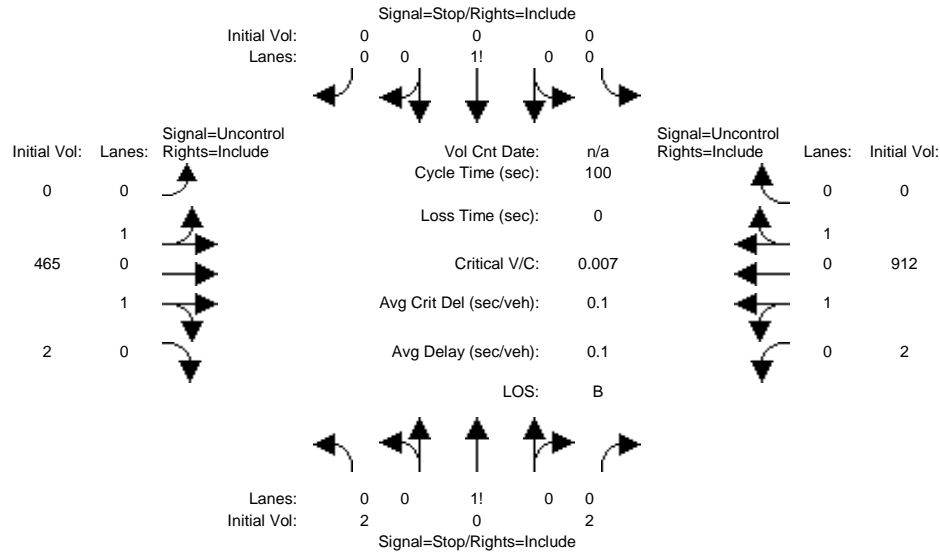 Signal=Stop/Rights=Include
Initial Vol: 0 0 0
Lanes: 0 0 1! 0 0
Signal=Uncontrol
Initial Vol: Lanes: Rights=Include
Vol Cnt Date: n/a
Signal=Uncontrol
Rights=Include Lanes: Initial Vol:
Cycle Time (sec): 100
0 0
0 0
Loss Time (sec): 0
1
1
465 0
Critical V/C: 0.007
0 912
1
Avg Crit Del (sec/veh): 0.1
1
2 0
Avg Delay (sec/veh): 0.1
0 2
LOS: B
Lanes: 0 0 1! 0 0
Initial Vol: 2 0 2
Signal=Stop/Rights=Include